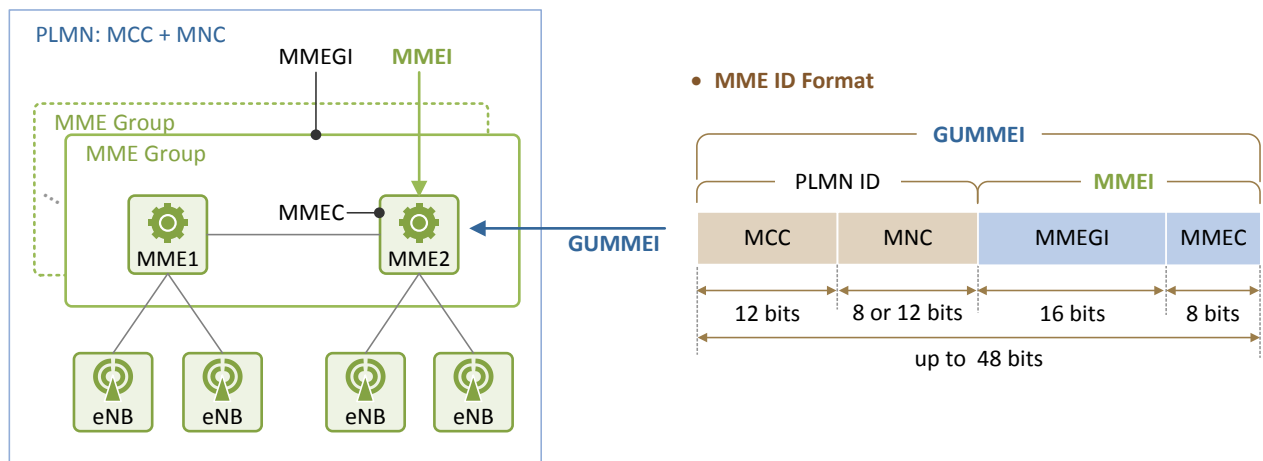 PLMN: MCC + MNC
MMEGI
MMEI
MME Group
MME Group
MMEC
MME1
MME2
GUMMEI
eNB
eNB
eNB
eNB
• MME ID Format
GUMMEI
PLMN ID
MMEI
MCC
MNC
MMEGI
MMEC
12 bits
8 or 12 bits
16 bits
8 bits
up to 48 bits